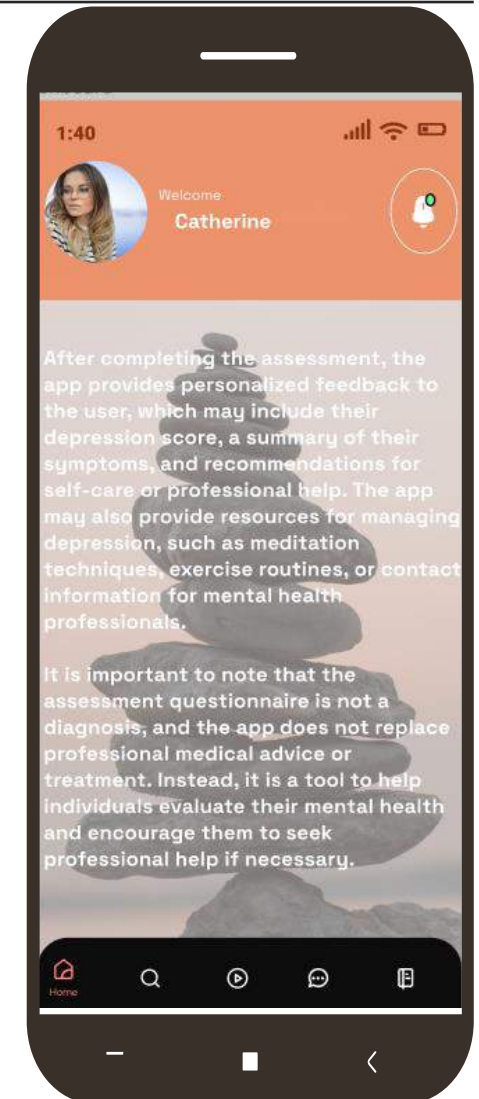 1:40
Welcome
Catherine
After completing the assessment, the
app provides personalized feedback to
the user, which may include their
depression score, a summary of their
symptoms, and recommendations for
self-care or professional help. The app
may also provide resources for managing
depression, such as meditation
techniques, exercise routines, or contact
information for mental health
professionals.
It is important to note that the
assessment questionnaire is not a
diagnosis, and the app does not replace
professional medical advice or
treatment. Instead, it is a tool to help
individuals evaluate their mental health
and encourage them to seek
professional help if necessary.
Home